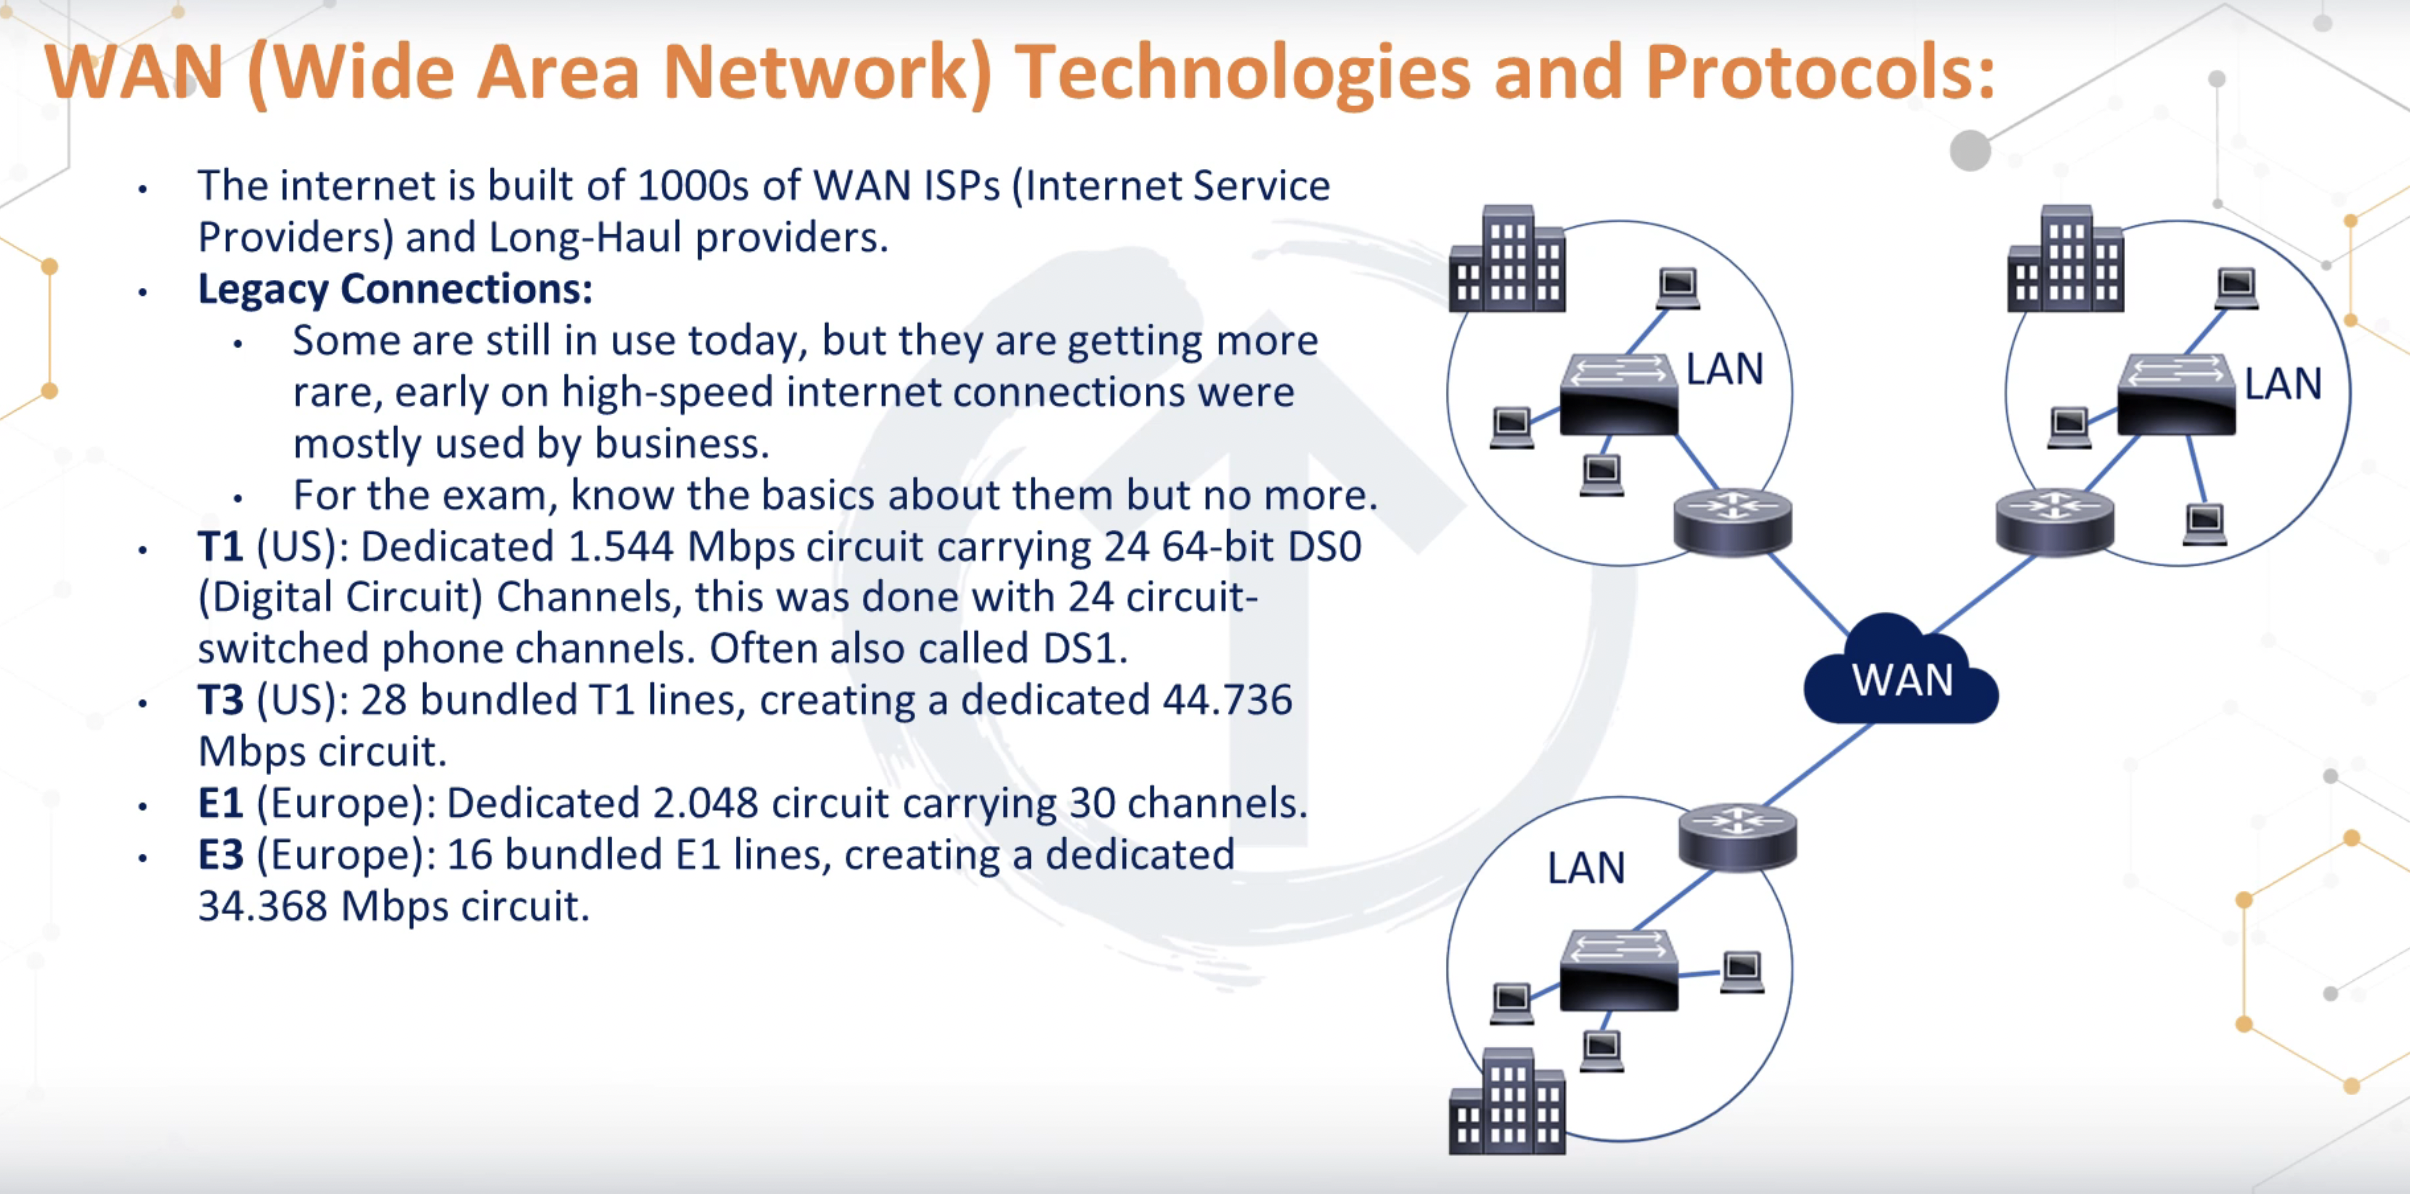 WAN (Wide Area Network) Technologies and Protocols:
• The internet is built of 1000s of WAN ISPs (Internet Service
Providers) and Long-Haul providers.
• Legacy Connections:
• Some are still in use today, but they are getting more
rare, early on high-speed internet connections were
mostly used by business.
• For the exam, know the basics about them but no more.
• T1 (US): Dedicated 1.544 Mbps circuit carrying 24 64-bit DS0
(Digital Circuit) Channels, this was done with 24 circuit-
switched phone channels. Often also called DS1.
• T3 (US): 28 bundled T1 lines, creating a dedicated 44.736
Mbps circuit.
• E1 (Europe): Dedicated 2.048 circuit carrying 30 channels.
• E3 (Europe): 16 bundled E1 lines, creating a dedicated
34.368 Mbps circuit.
LAN
LAN
WAN
LAN